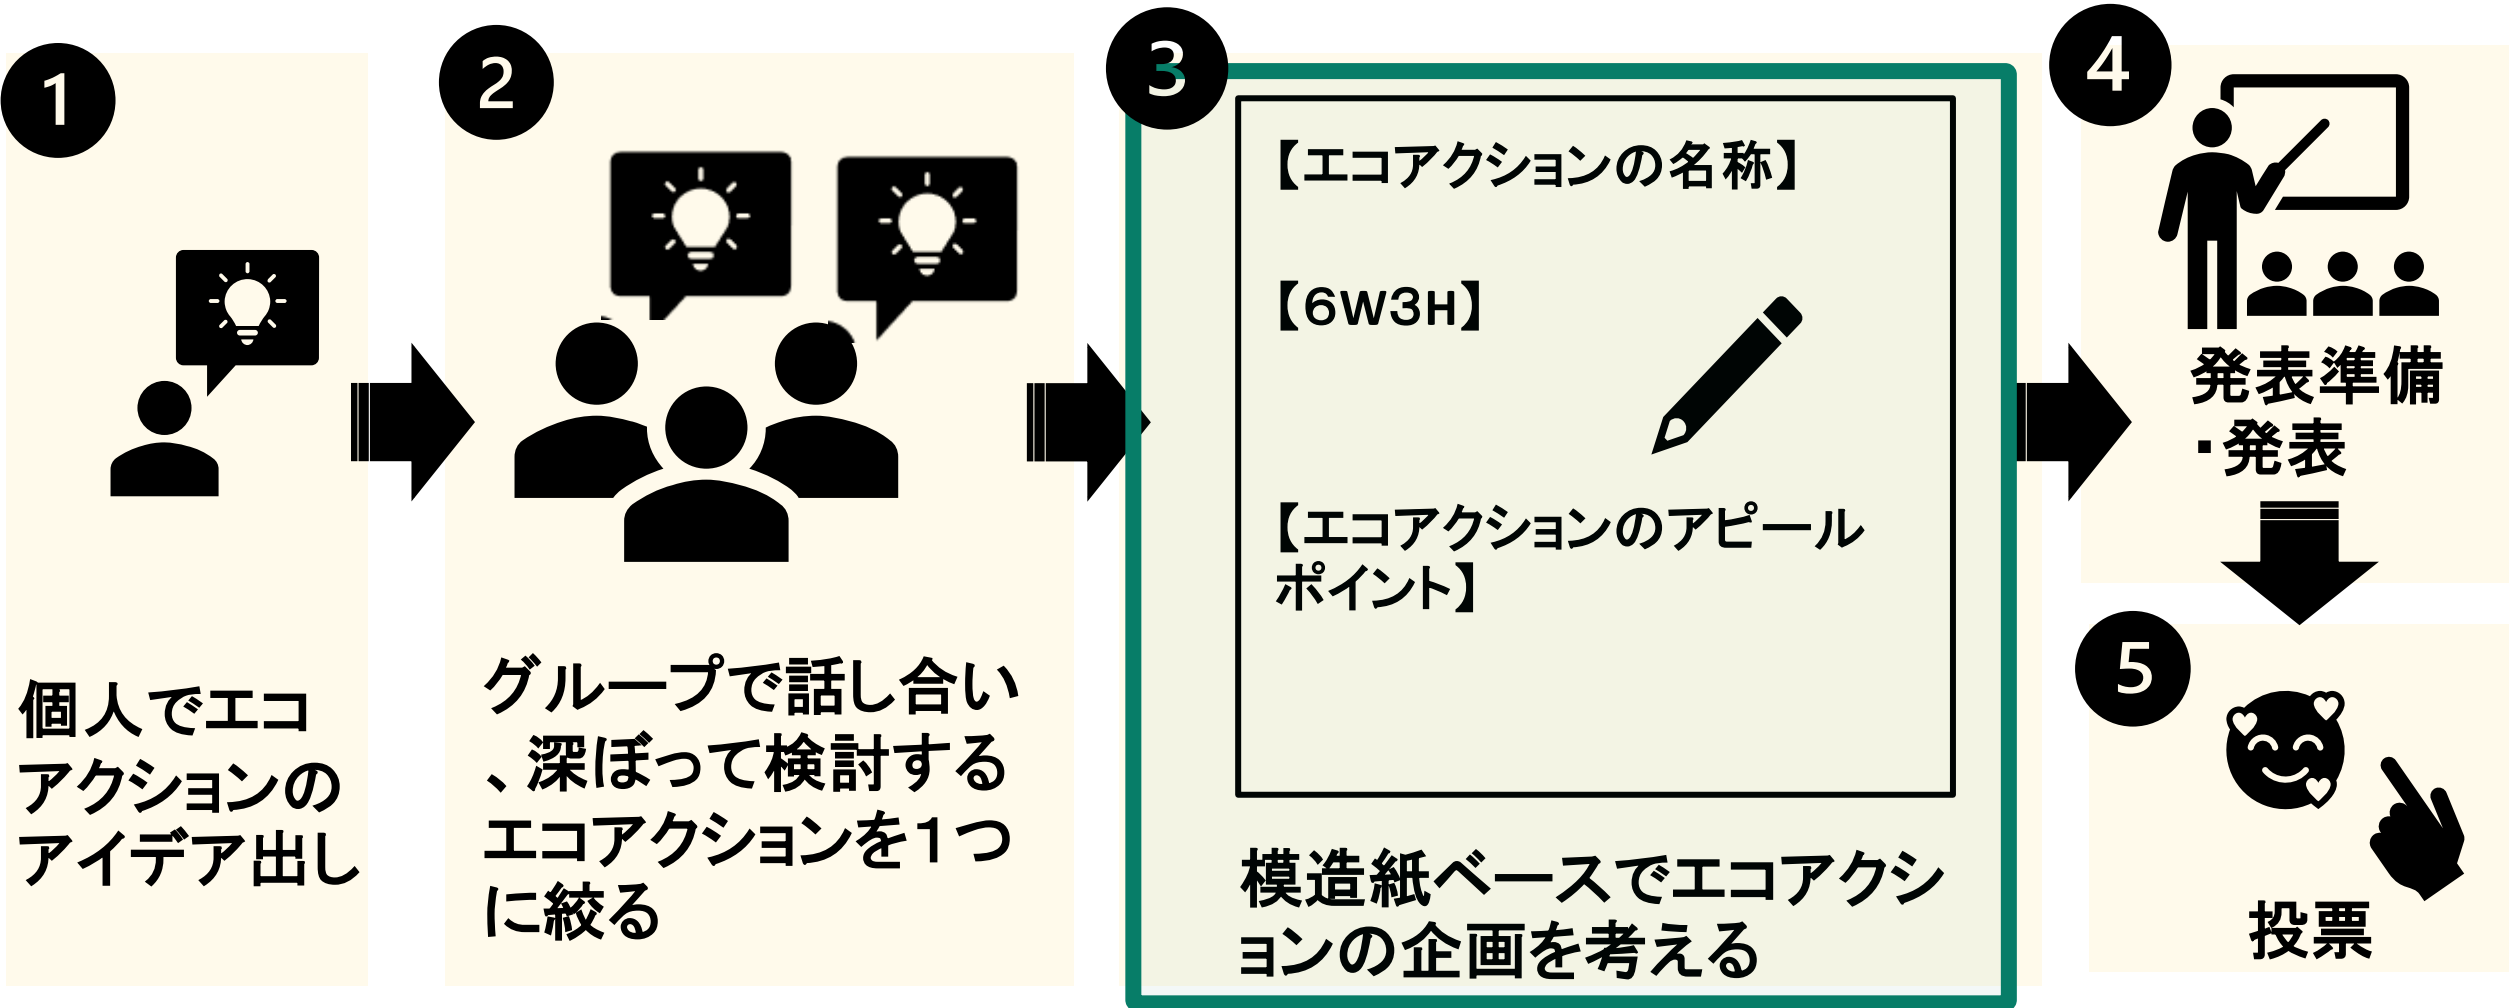 1
個人でエコ
アクションの
アイデア出し
2
グループで話し合い
、深ぼって検討する
エコアクションを１つ
に絞る
3
【エコアクションの名称】
【6w3H】
【エコアクションのアピール
ポイント】
模造紙ベースでエコアクシ
ョンの企画を考える
4
発表準備
・発表
5
投票